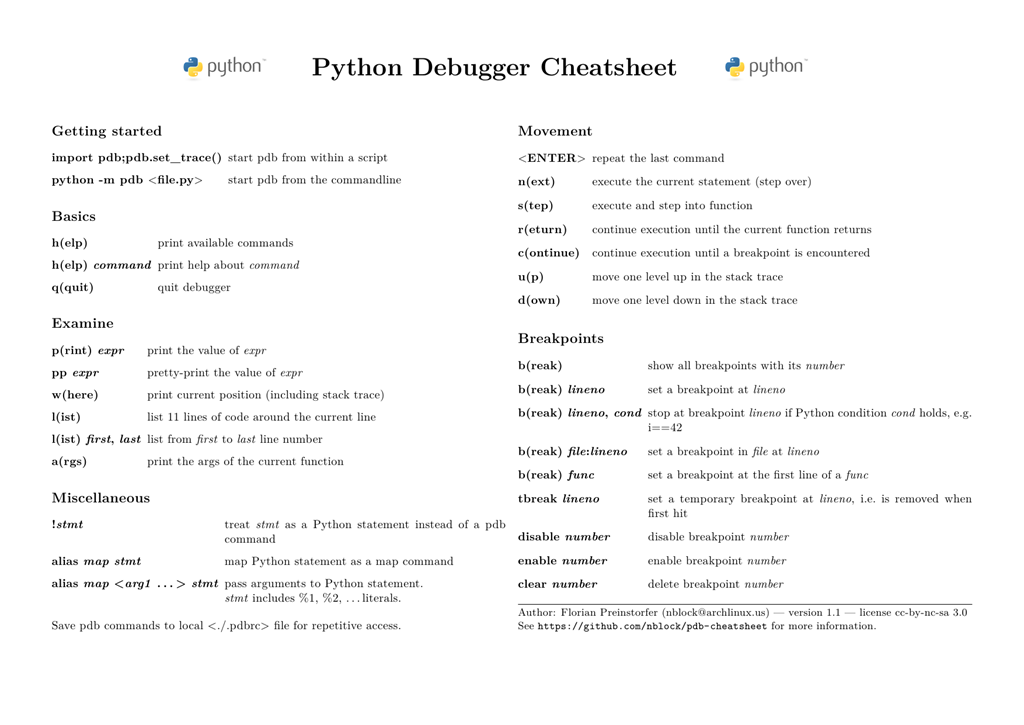 python™ Python Debugger Cheatsheet python™
Getting started
import pdb;pdb.set_trace() start pdb from within a script
python -m pdb <file.py> start pdb from the commandline
Basics
h(elp) print available commands
h(elp) command print help about command
q(quit) quit debugger
Examine
p(rint) expr print the value of expr
pp expr pretty-print the value of expr
w(here) print current position (including stack trace)
l(ist) list 11 lines of code around the current line
l(ist) first, last list from first to last line number
a(rgs) print the args of the current function
Miscellaneous
!stmt treat stmt as a Python statement instead of a pdb
command
alias map stmt map Python statement as a map command
alias map <arg1 ...> stmt pass arguments to Python statement.
stmt includes %1, %2, ...literals.
Save pdb commands to local <./.pdbrc> file for repetitive access.
Movement
<ENTER> repeat the last command
n(ext) execute the current statement (step over)
s(tep) execute and step into function
r(eturn) continue execution until the current function returns
c(ontinue) continue execution until a breakpoint is encountered
u(p) move one level up in the stack trace
d(own) move one level down in the stack trace
Breakpoints
b(reak) show all breakpoints with its number
b(reak) lineno set a breakpoint at lineno
b(reak) lineno, cond stop at breakpoint lineno if Python condition cond holds, e.g.
i==42
b(reak) file:lineno set a breakpoint in file at lineno
b(reak) func set a breakpoint at the first line of a func
tbreak lineno set a temporary breakpoint at lineno, i.e. is removed when
first hit
disable number disable breakpoint number
enable number enable breakpoint number
clear number delete breakpoint number
Author: Florian Preinstorfer (nblock@archlinux.us) — version 1.1 — license cc-by-nc-sa 3.0
See https://github.com/nblock/pdb-cheatsheet for more information.